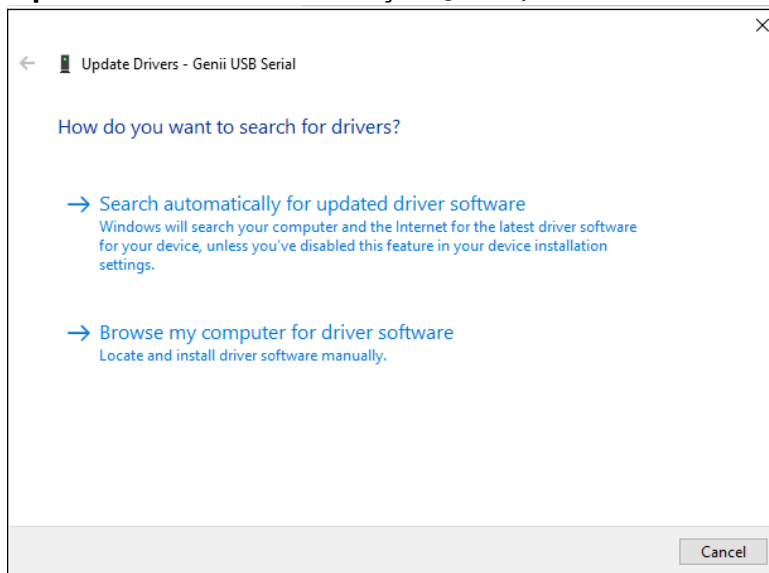 Update Drivers - Genii USB Serial
How do you want to search for drivers?
Search automatically for updated driver software
Windows will search your computer and the Internet for the latest driver software
for your device, unless you've disabled this feature in your device installation
settings.
Browse my computer for driver software
Locate and install driver software manually.
Cancel